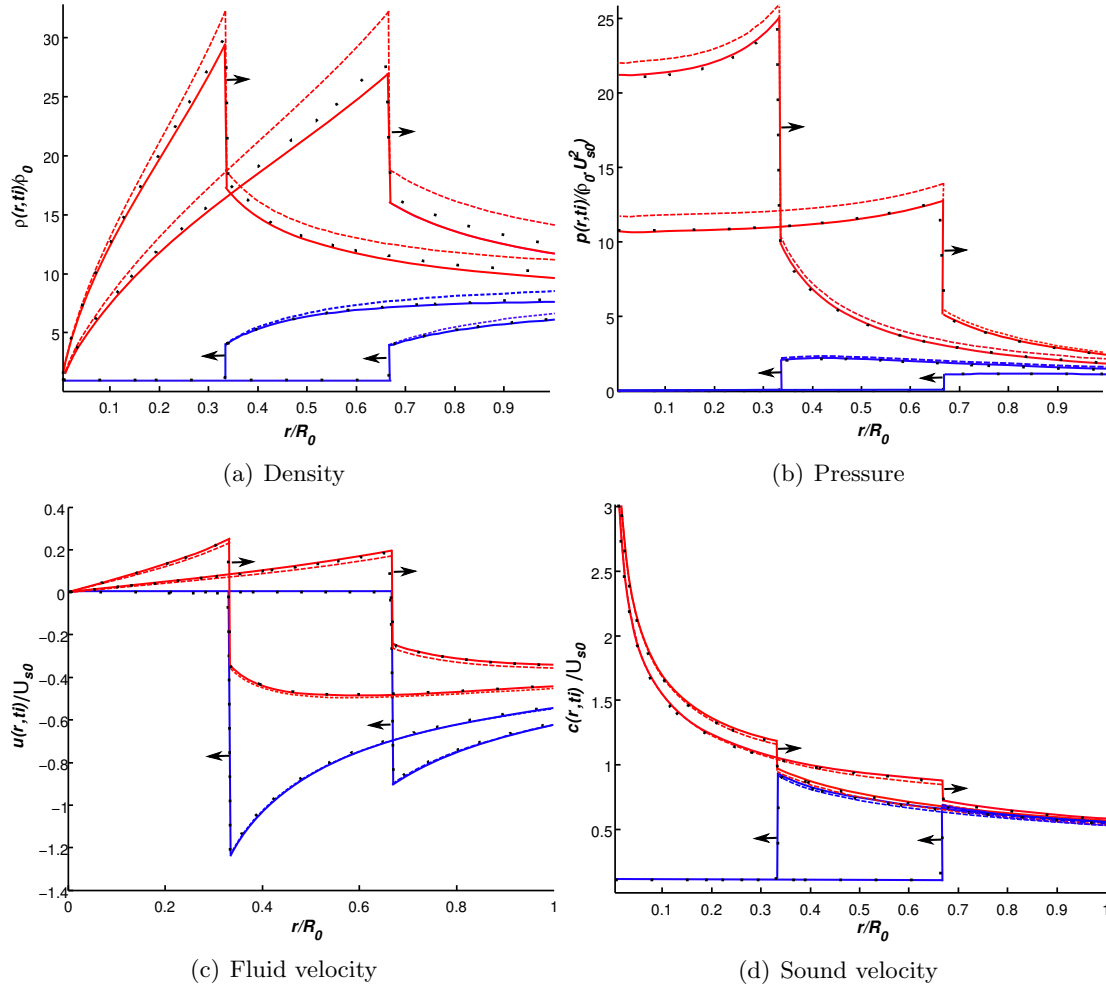 30
25
20
15
10
5
ρ(r,ti)/ρ0
0.1 0.2 0.3 0.4 0.5 0.6 0.7 0.8 0.9
r/R0
(a) Density
25
20
15
10
5
0
p(r,ti)/(ρ0.U²s0)
0.1 0.2 0.3 0.4 0.5 0.6 0.7 0.8 0.9
r/R0
(b) Pressure
0.4
0.2
0
−0.2
−0.4
−0.6
−0.8
−1
−1.2
−1.4
u(r,ti)/Us0
0 0.2 0.4 0.6 0.8 1
r/R0
(c) Fluid velocity
3
2.5
2
1.5
1
0.5
c(r,ti) /Us0
0.1 0.2 0.3 0.4 0.5 0.6 0.7 0.8 0.9 1
r/R0
(d) Sound velocity